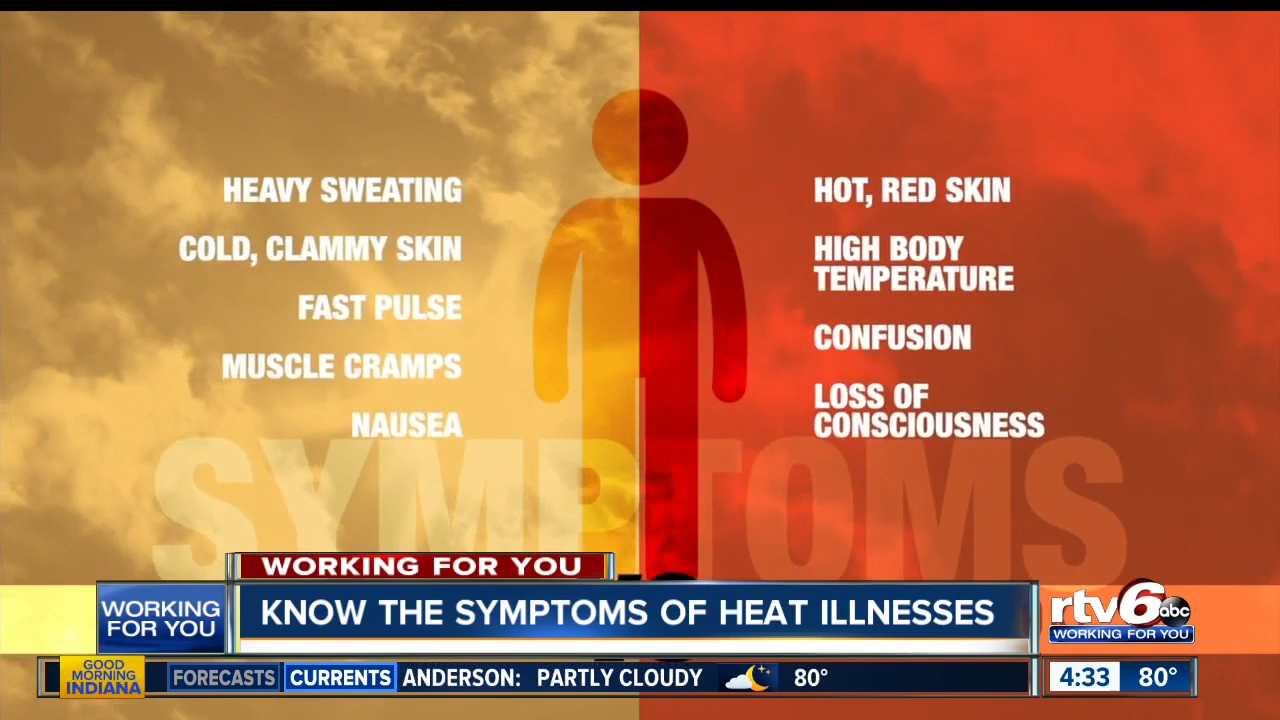 HEAVY SWEATING
COLD, CLAMMY SKIN
FAST PULSE
MUSCLE CRAMPS
NAUSEA
HOT, RED SKIN
HIGH BODY
TEMPERATURE
CONFUSION
LOSS OF
CONSCIOUSNESS
SYMPTOMS
WORKING FOR YOU
WORKING
FOR YOU
KNOW THE SYMPTOMS OF HEAT ILLNESSES
rtv6 abc
WORKING FOR YOU
GOOD
MORNING
INDIANA
FORECASTS CURRENTS ANDERSON: PARTLY CLOUDY 80°
4:33 80°